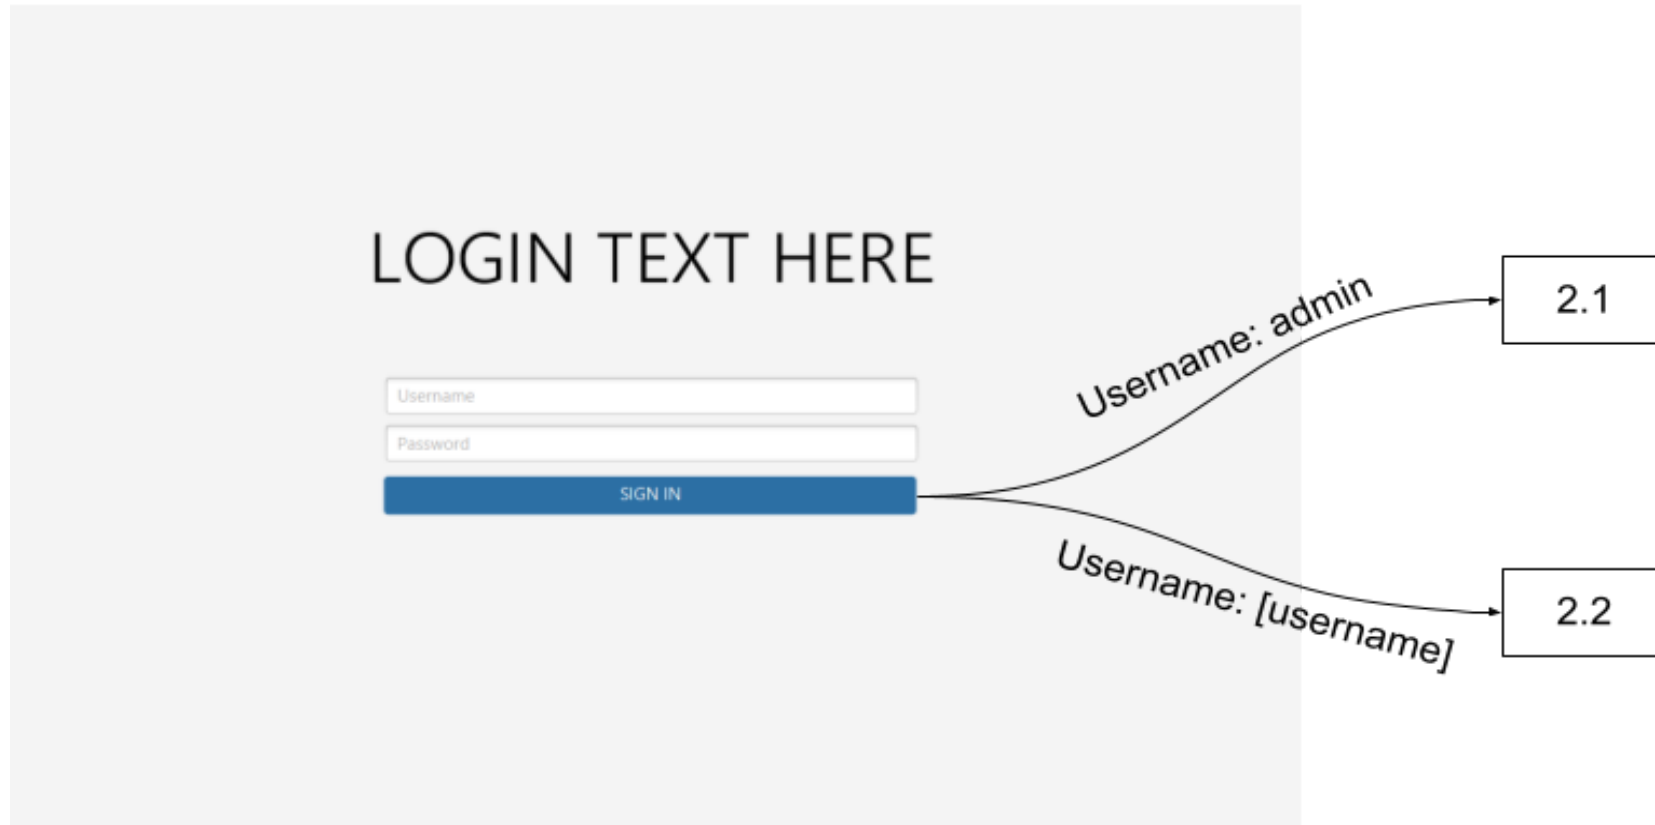 LOGIN TEXT HERE
Username
Password
SIGN IN
Username: admin
2.1
Username: [username]
2.2